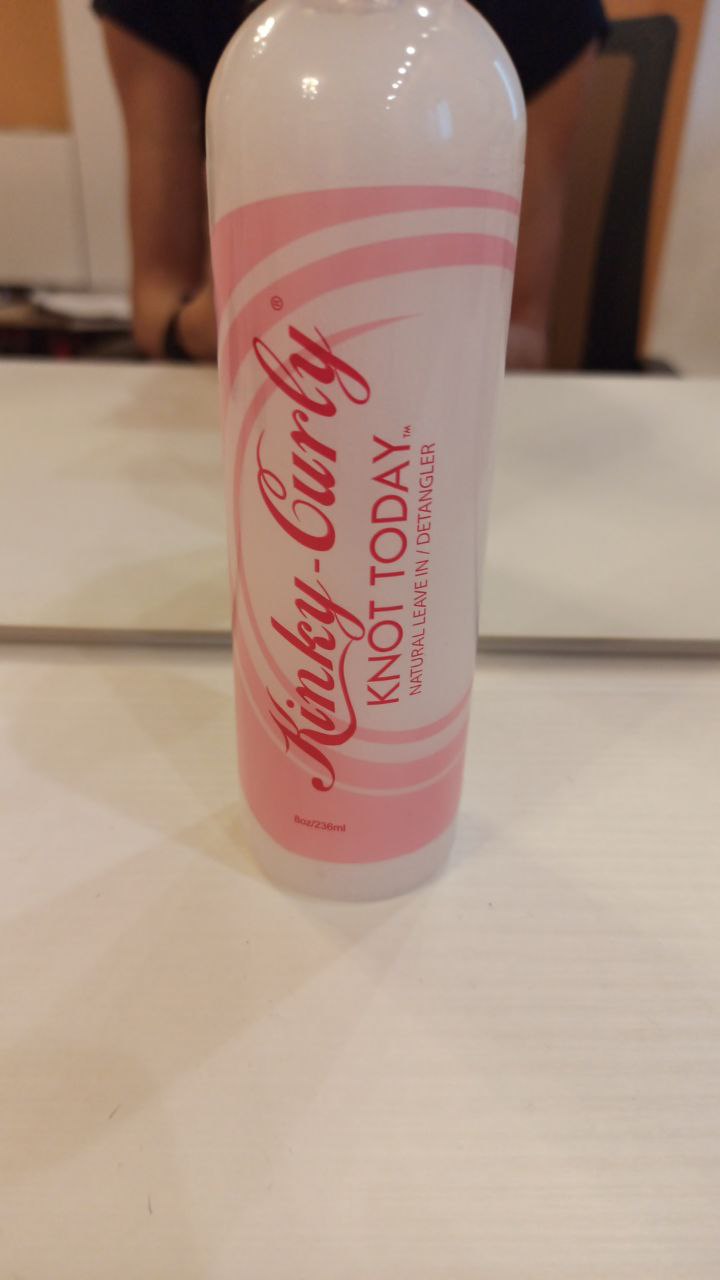 Kinky-Curly®
KNOT TODAY™
NATURAL LEAVE IN / DETANGLER
8oz/236ml